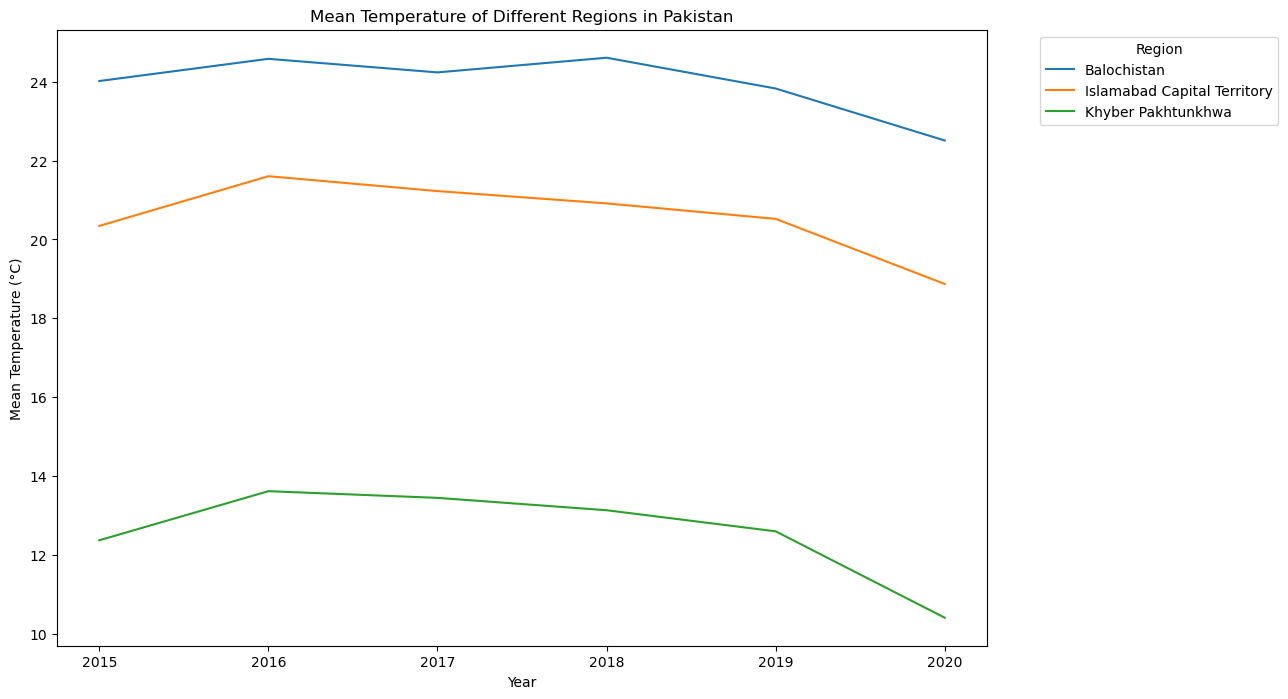 Mean Temperature of Different Regions in Pakistan
Region
Balochistan
Islamabad Capital Territory
Khyber Pakhtunkhwa
Mean Temperature (°C)
24
22
20
18
16
14
12
10
2015 2016 2017 2018 2019 2020
Year